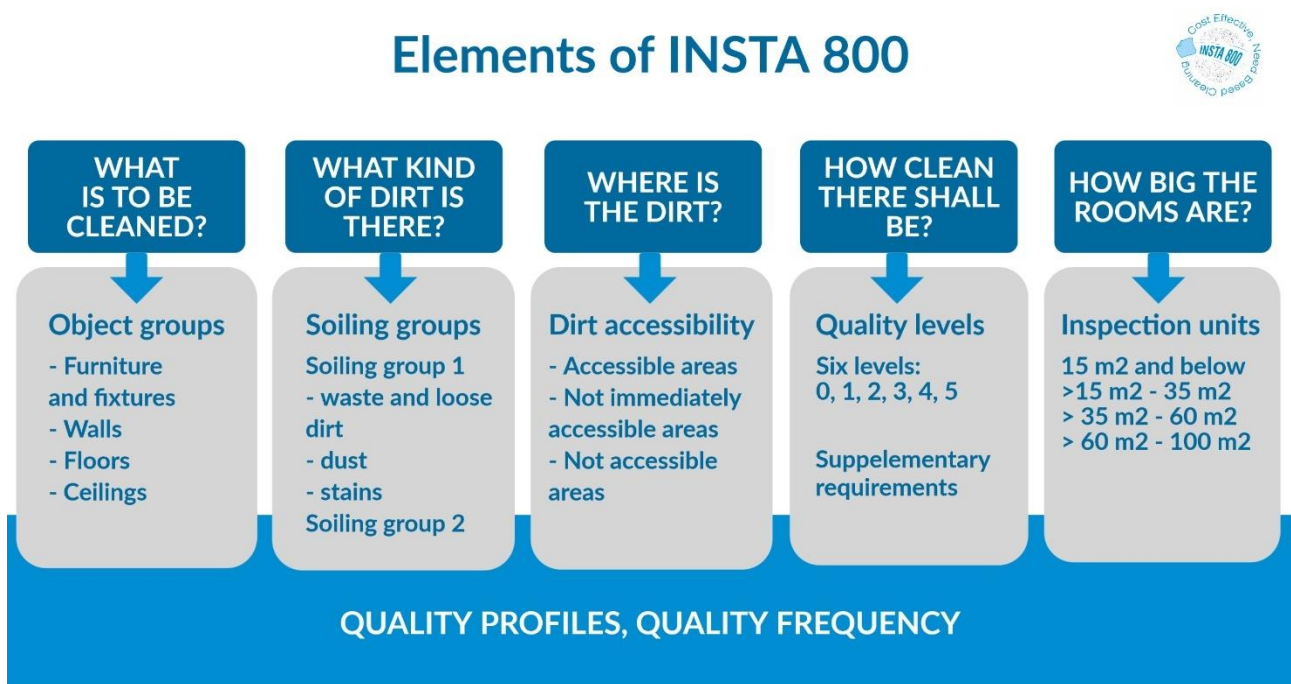 Elements of INSTA 800
Cost Effective, Need Based Cleaning
INSTA 800
WHAT
IS TO BE
CLEANED?
Object groups
- Furniture
and fixtures
- Walls
- Floors
- Ceilings
WHAT KIND
OF DIRT IS
THERE?
Soiling groups
Soiling group 1
- waste and loose
dirt
- dust
- stains
Soiling group 2
WHERE IS
THE DIRT?
Dirt accessibility
- Accessible areas
- Not immediately
accessible areas
- Not accessible
areas
HOW CLEAN
THERE SHALL
BE?
Quality levels
Six levels:
0, 1, 2, 3, 4, 5
Suppelementary
requirements
HOW BIG THE
ROOMS ARE?
Inspection units
15 m2 and below
>15 m2 - 35 m2
> 35 m2 - 60 m2
> 60 m2 - 100 m2
QUALITY PROFILES, QUALITY FREQUENCY